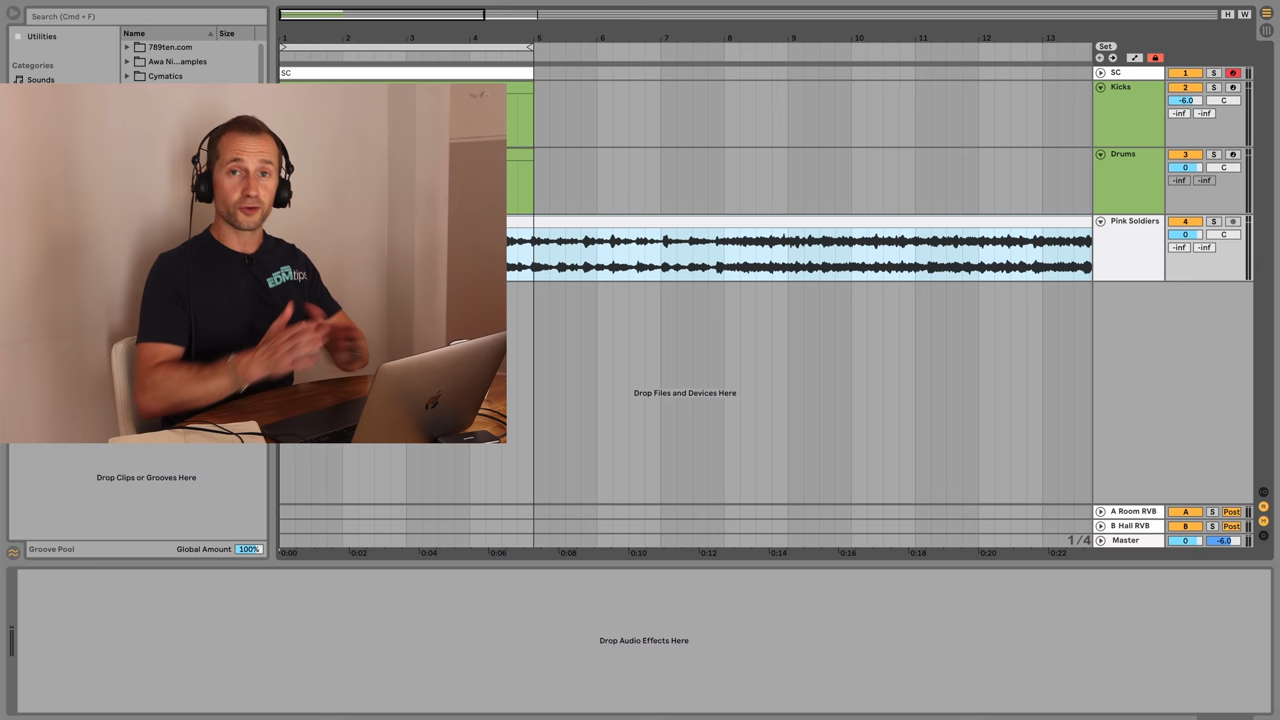 Search (Cmd + F)
H W
Utilities
Name Size
1 2 3 4 5 6 7 8 9 10 11 12 13
Set
789ten.com
Awa Ni...amples
Cymatics
Categories
Sounds
SC
SC 1 S
Kicks 2 S
-6.0 C
-inf -inf
Drums 3 S
0 C
-inf -inf
Pink Soldiers 4 S
0 C
-inf -inf
EDMtips
Drop Files and Devices Here
Drop Clips or Grooves Here
A Room RVB A S Post
B Hall RVB B S Post
1/4
Master 0 -6.0
Groove Pool Global Amount 100%
0:00 0:02 0:04 0:06 0:08 0:10 0:12 0:14 0:16 0:18 0:20 0:22
Drop Audio Effects Here